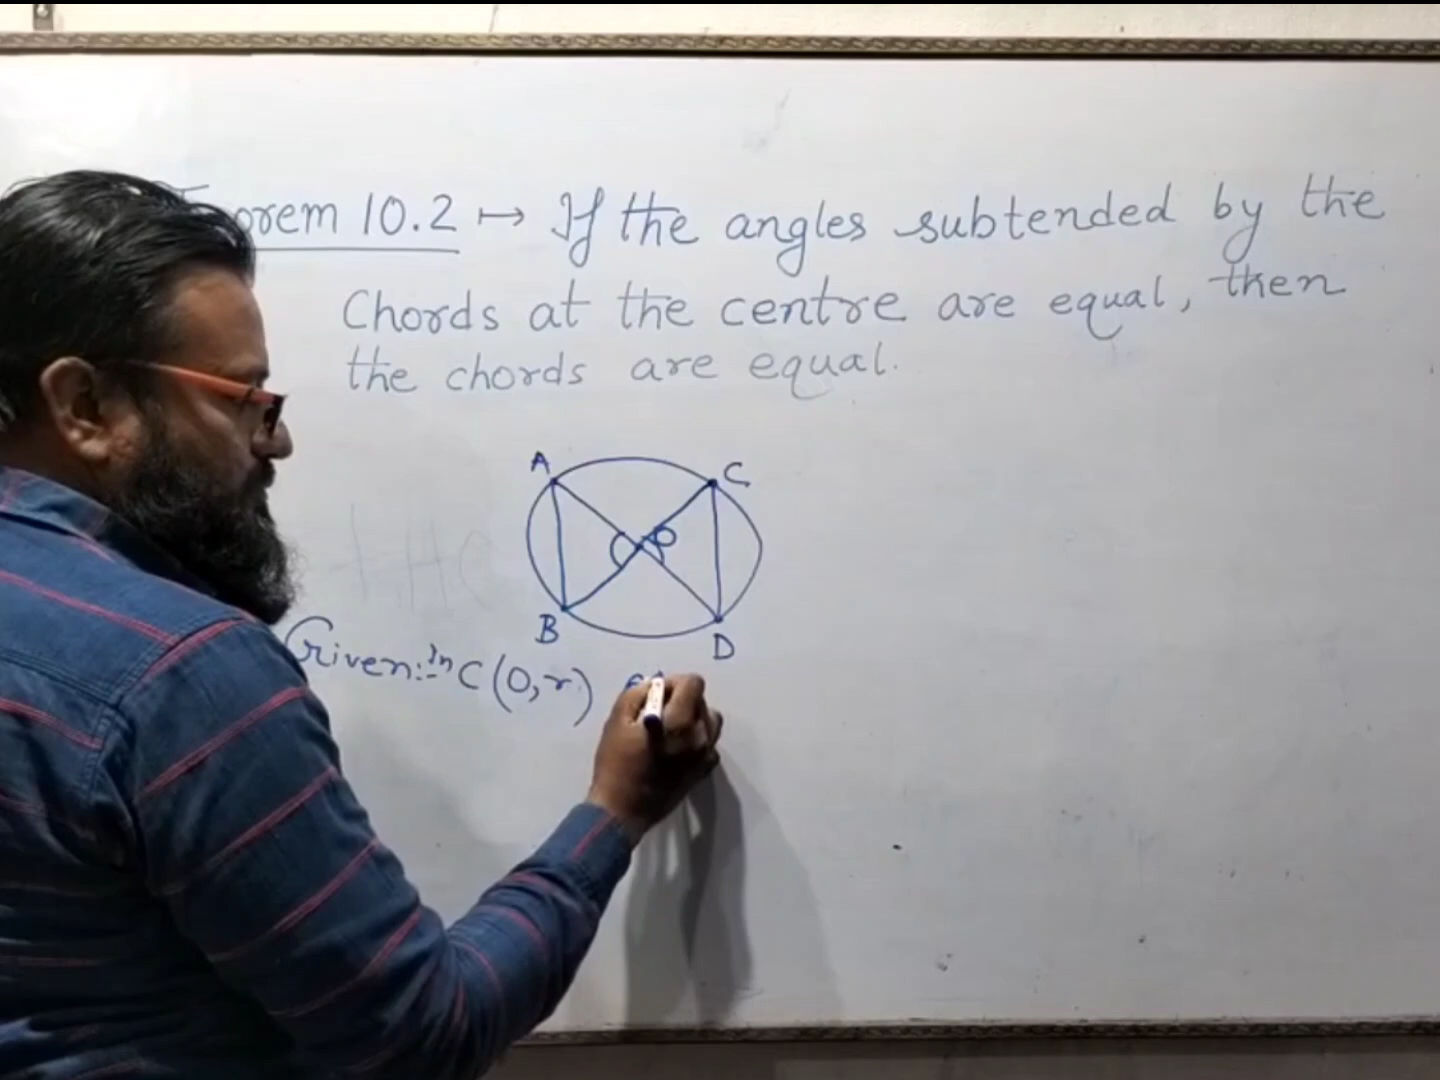 orem 10.2 ↦ If the angles subtended by the
Chords at the centre are equal, then
the chords are equal.
A
C
O
B
D
Given:- In C(O,r)